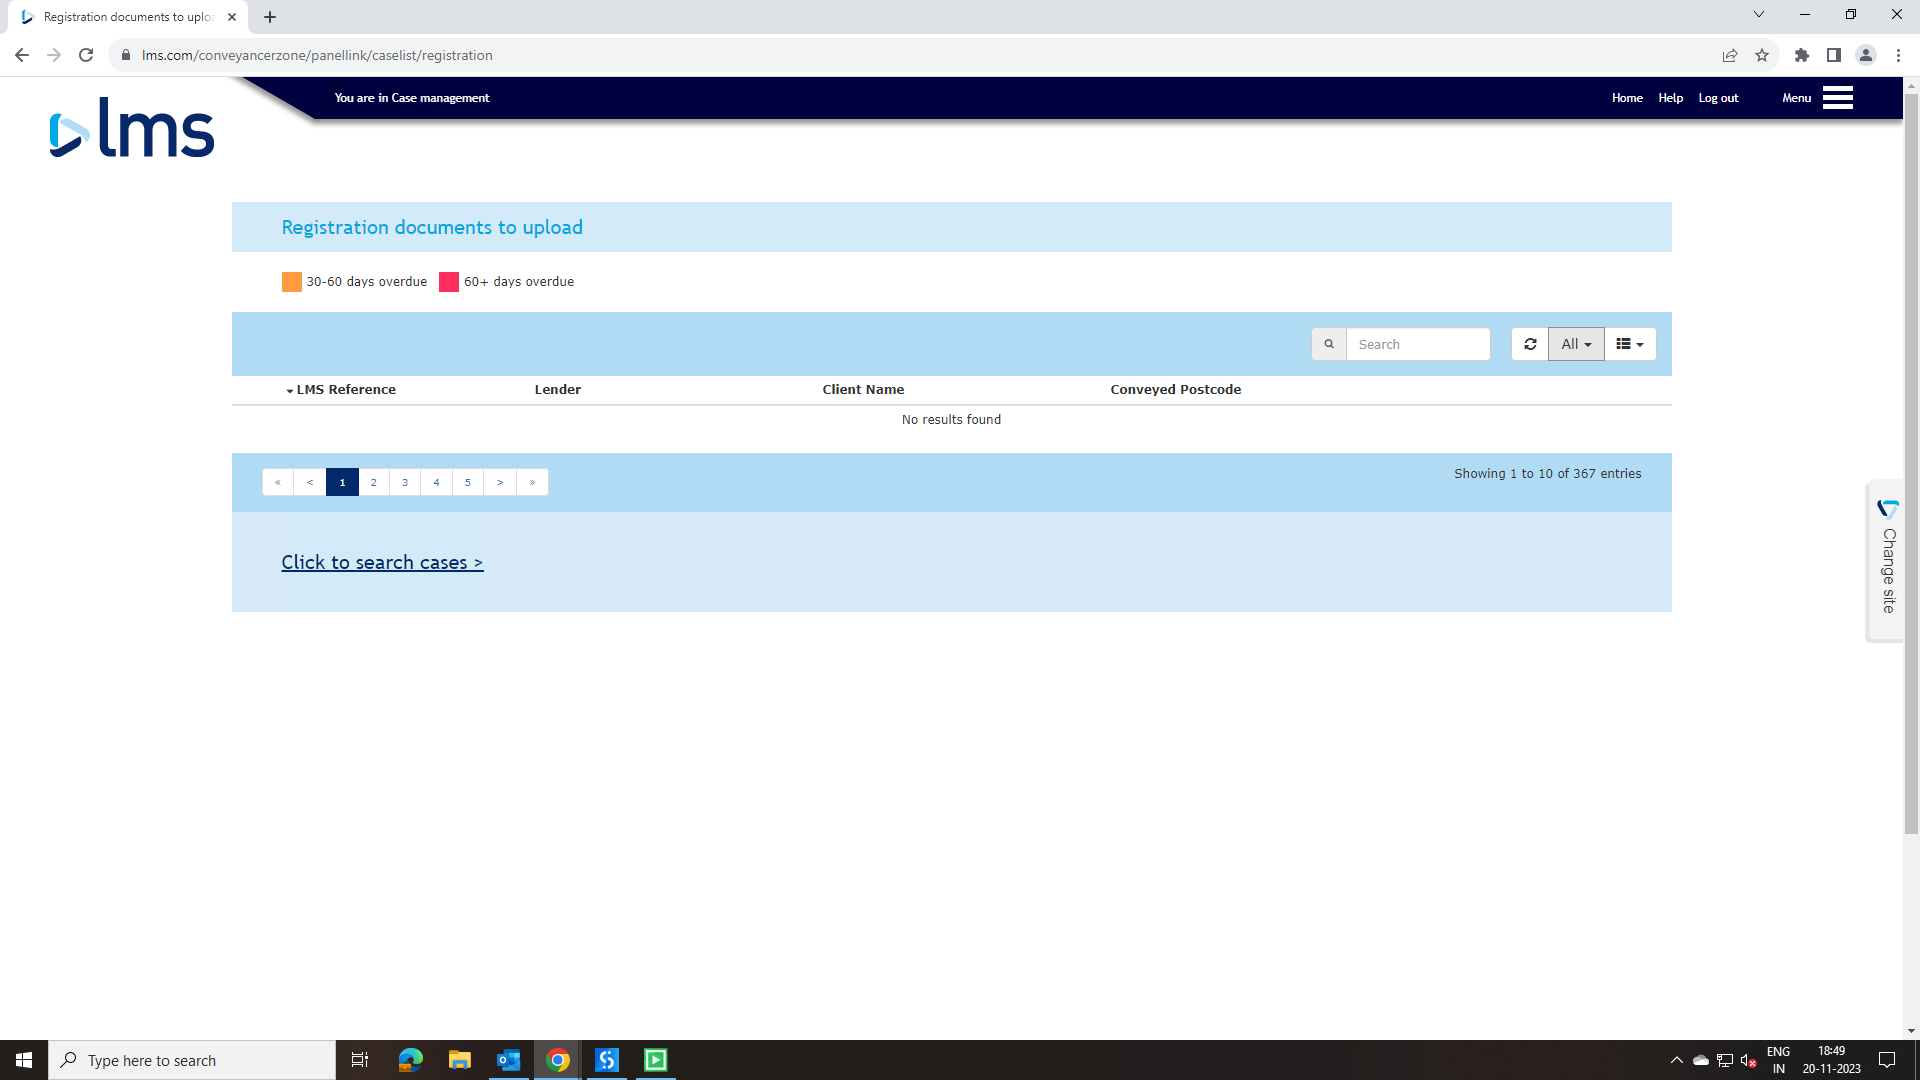 Registration documents to uploa
lms.com/conveyancerzone/panellink/caselist/registration
You are in Case management
Home Help Log out Menu
lms
Registration documents to upload
30-60 days overdue 60+ days overdue
Search All
LMS Reference Lender Client Name Conveyed Postcode
No results found
« < 1 2 3 4 5 > »
Showing 1 to 10 of 367 entries
Click to search cases >
Change site
Type here to search
ENG
IN
18:49
20-11-2023